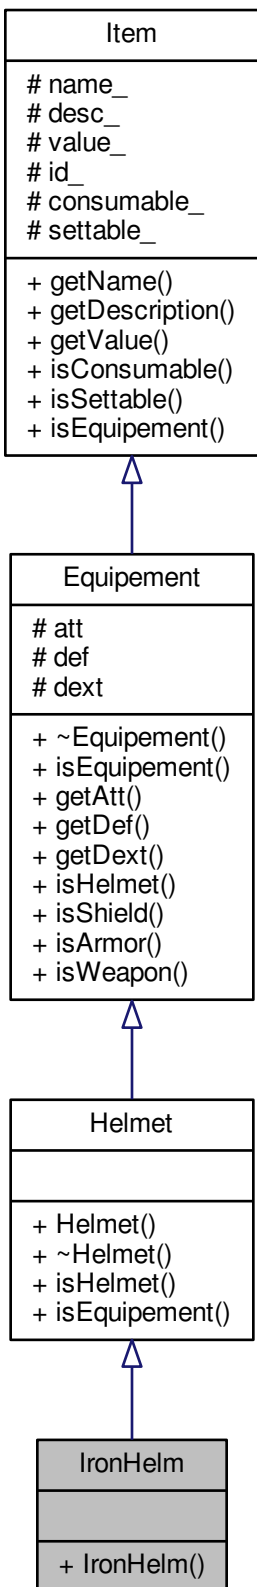 Item
# name_
# desc_
# value_
# id_
# consumable_
# settable_
+ getName()
+ getDescription()
+ getValue()
+ isConsumable()
+ isSettable()
+ isEquipement()
Equipement
# att
# def
# dext
+ ~Equipement()
+ isEquipement()
+ getAtt()
+ getDef()
+ getDext()
+ isHelmet()
+ isShield()
+ isArmor()
+ isWeapon()
Helmet
+ Helmet()
+ ~Helmet()
+ isHelmet()
+ isEquipement()
IronHelm
+ IronHelm()